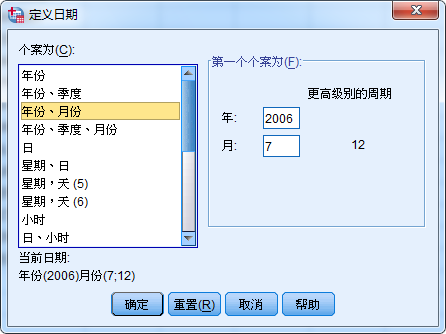 定义日期
个案为(C):
年份
年份、季度
年份、月份
年份、季度、月份
日
星期、日
星期，天 (5)
星期，天 (6)
小时
日、小时
第一个个案为(F):
更高级别的周期
年: 2006
月: 7 12
当前日期:
年份(2006)月份(7;12)
确定 重置(R) 取消 帮助